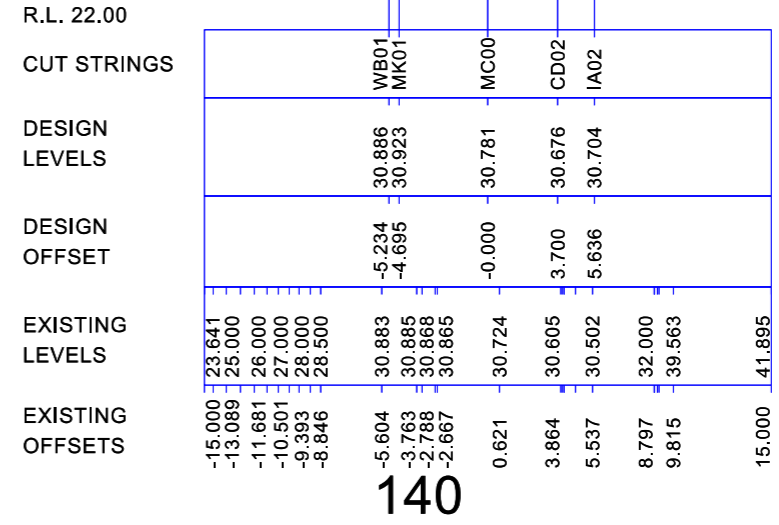 R.L. 22.00
CUT STRINGS WB01 MK01 MC00 CD02 IA02
DESIGN LEVELS 30.886 30.923 30.781 30.676 30.704
DESIGN OFFSET -5.234 -4.695 -0.000 3.700 5.636
EXISTING LEVELS 23.641 25.000 26.000 27.000 28.000 28.500 30.883 30.885 30.868 30.865 30.724 30.605 30.502 32.000 39.563 41.895
EXISTING OFFSETS -15.000 -13.089 -11.681 -10.501 -9.393 -8.846 -5.604 -3.763 -2.788 -2.667 0.621 3.864 5.537 8.797 9.815 15.000
140